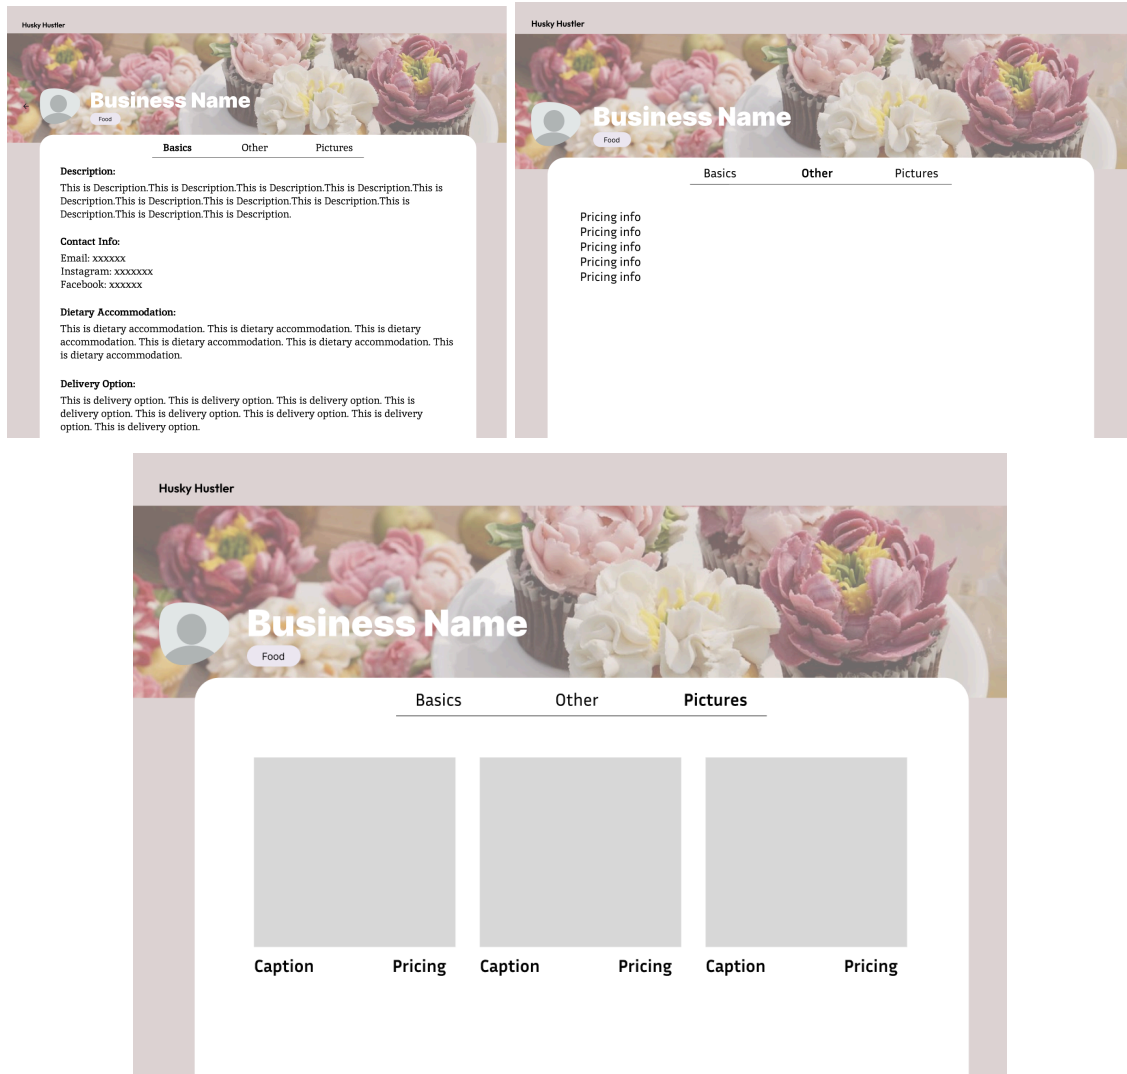 Husky Hustler
Business Name
Food
Basics Other Pictures
Description:
This is Description.This is Description.This is Description.This is Description.This is
Description.This is Description.This is Description.This is Description.This is
Description.This is Description.This is Description.
Contact Info:
Email: xxxxxx
Instagram: xxxxxxx
Facebook: xxxxxx
Dietary Accommodation:
This is dietary accommodation. This is dietary accommodation. This is dietary
accommodation. This is dietary accommodation. This is dietary accommodation. This
is dietary accommodation.
Delivery Option:
This is delivery option. This is delivery option. This is delivery option. This is
delivery option. This is delivery option. This is delivery option. This is delivery
option. This is delivery option.
Husky Hustler
Business Name
Food
Basics Other Pictures
Pricing info
Pricing info
Pricing info
Pricing info
Pricing info
Husky Hustler
Business Name
Food
Basics Other Pictures
Caption Pricing Caption Pricing Caption Pricing